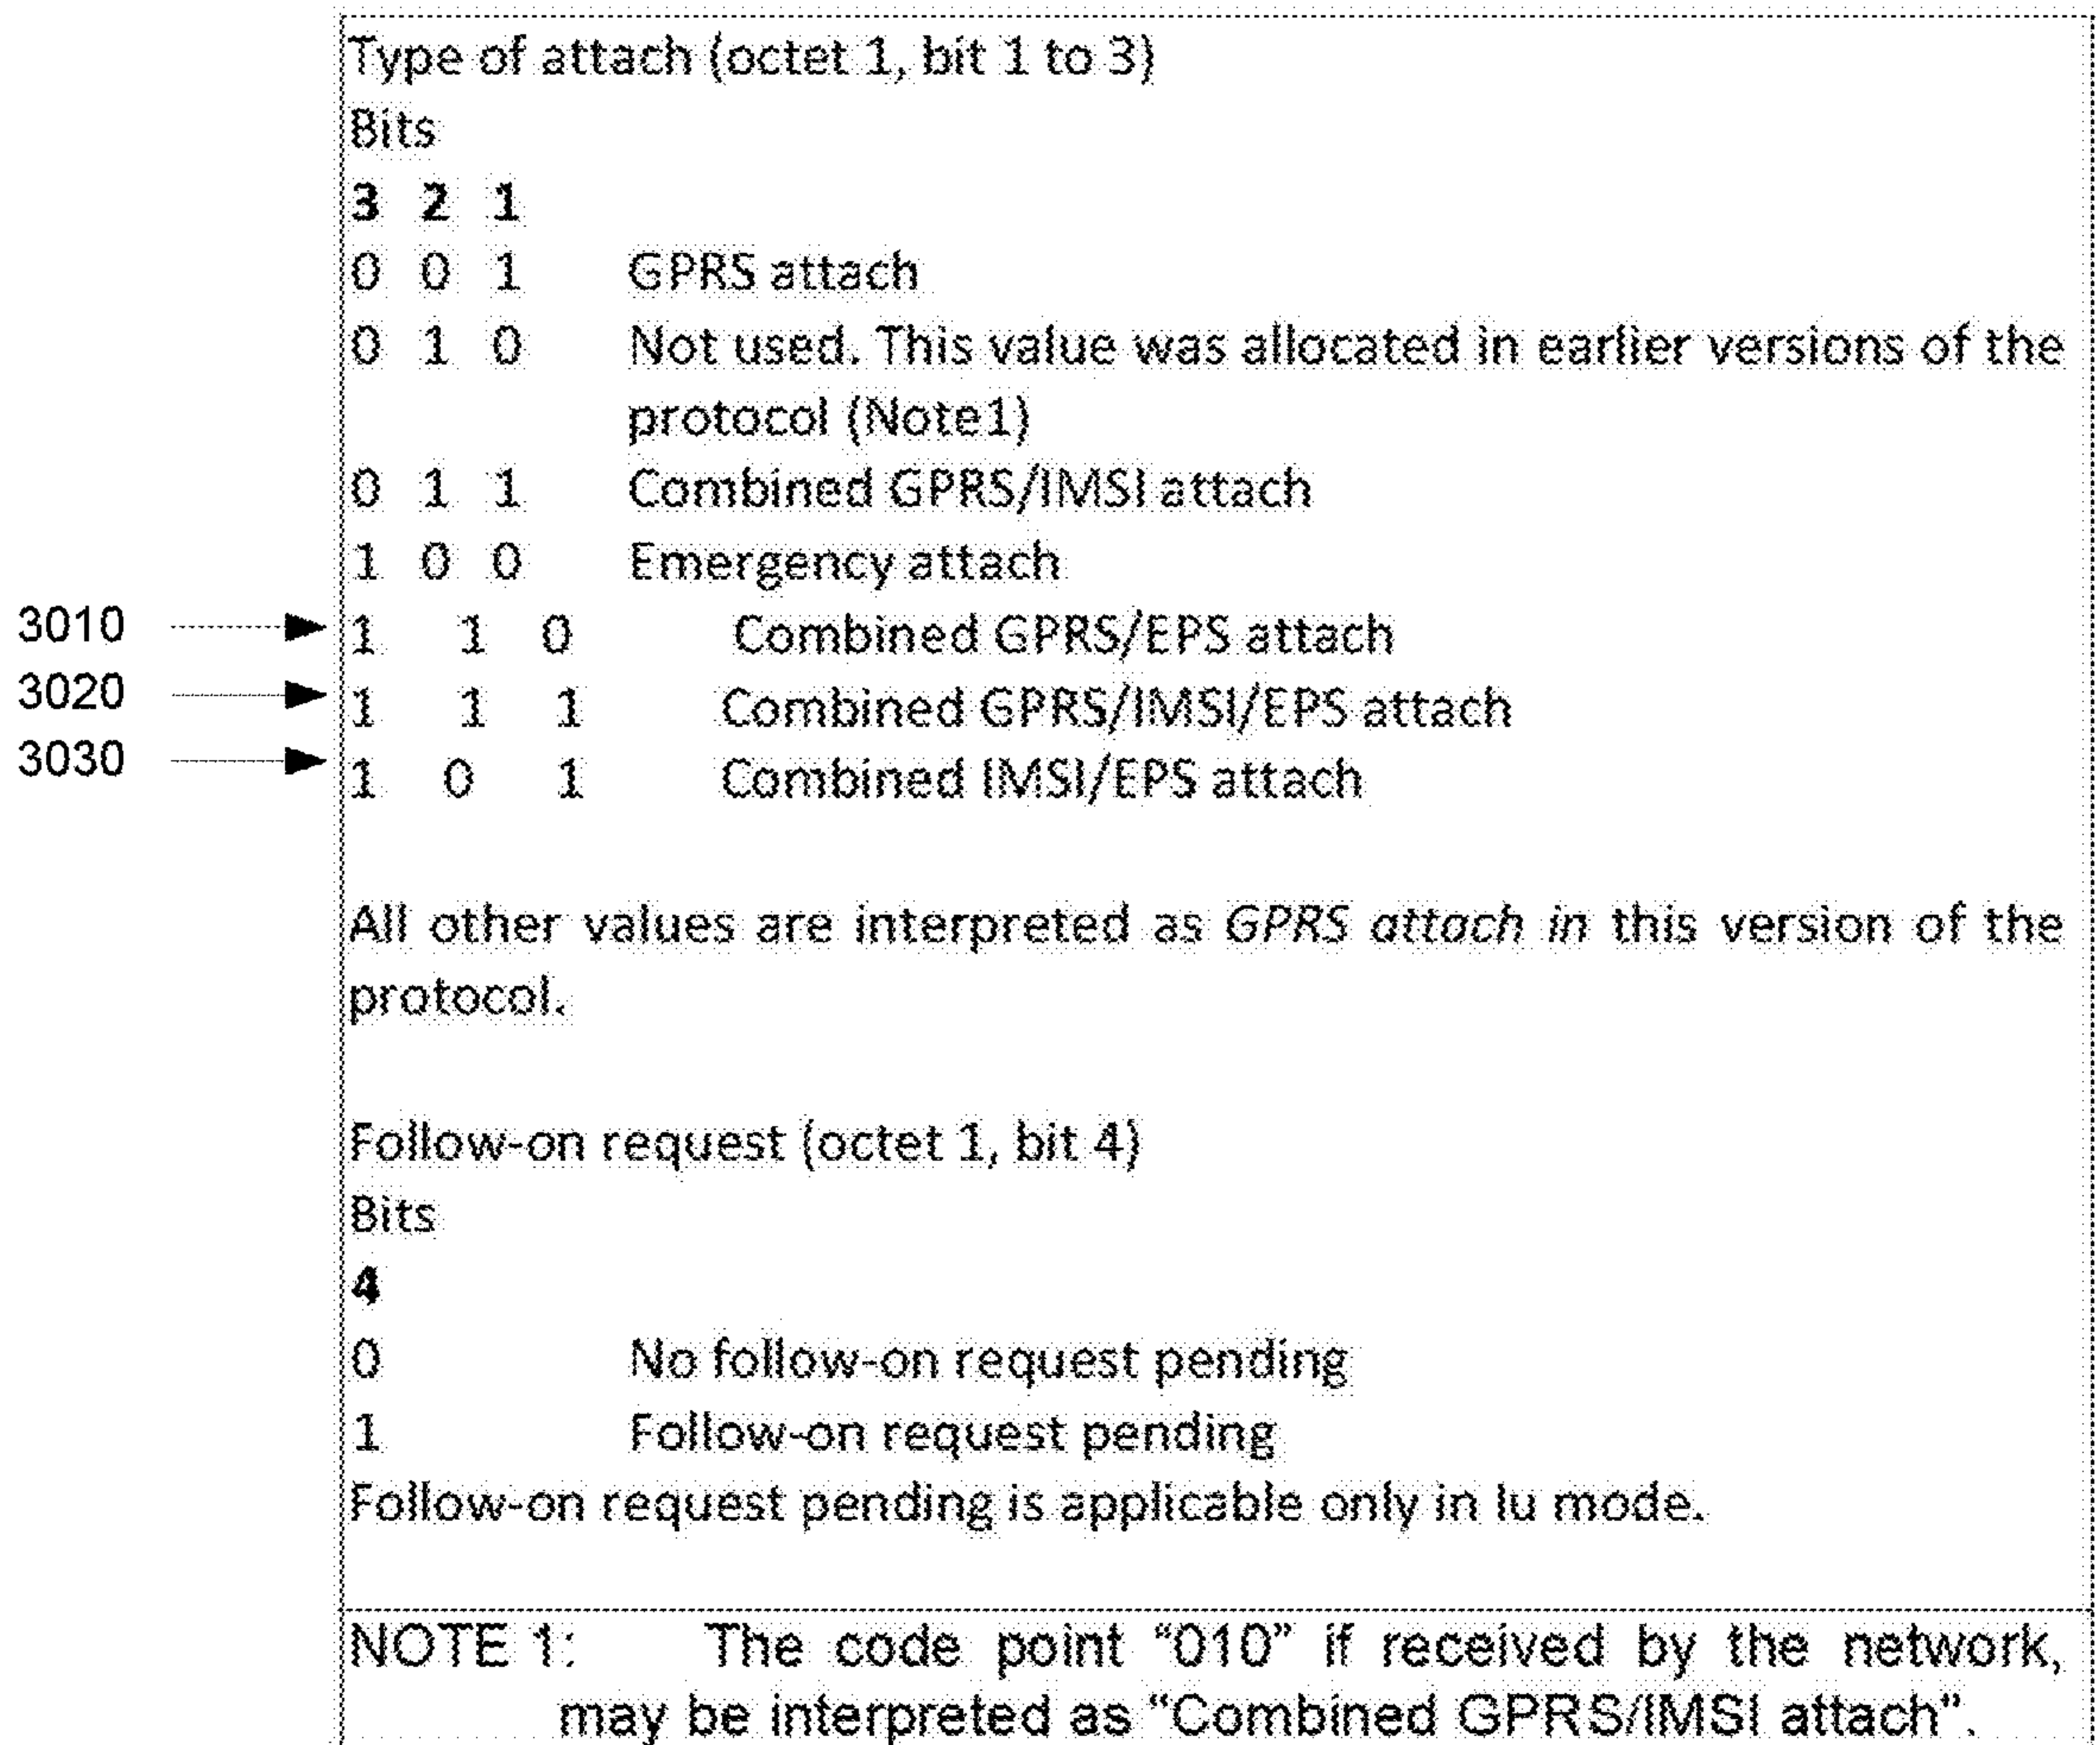 Type of attach (octet 1, bit 1 to 3)
Bits
3 2 1
0 0 1 GPRS attach
0 1 0 Not used. This value was allocated in earlier versions of the
protocol (Note1)
0 1 1 Combined GPRS/IMSI attach
1 0 0 Emergency attach
3010 1 1 0 Combined GPRS/EPS attach
3020 1 1 1 Combined GPRS/IMSI/EPS attach
3030 1 0 1 Combined IMSI/EPS attach
All other values are interpreted as GPRS attach in this version of the
protocol.
Follow-on request (octet 1, bit 4)
Bits
4
0 No follow-on request pending
1 Follow-on request pending
Follow-on request pending is applicable only in Iu mode.
NOTE 1: The code point “010” if received by the network,
may be interpreted as “Combined GPRS/IMSI attach".